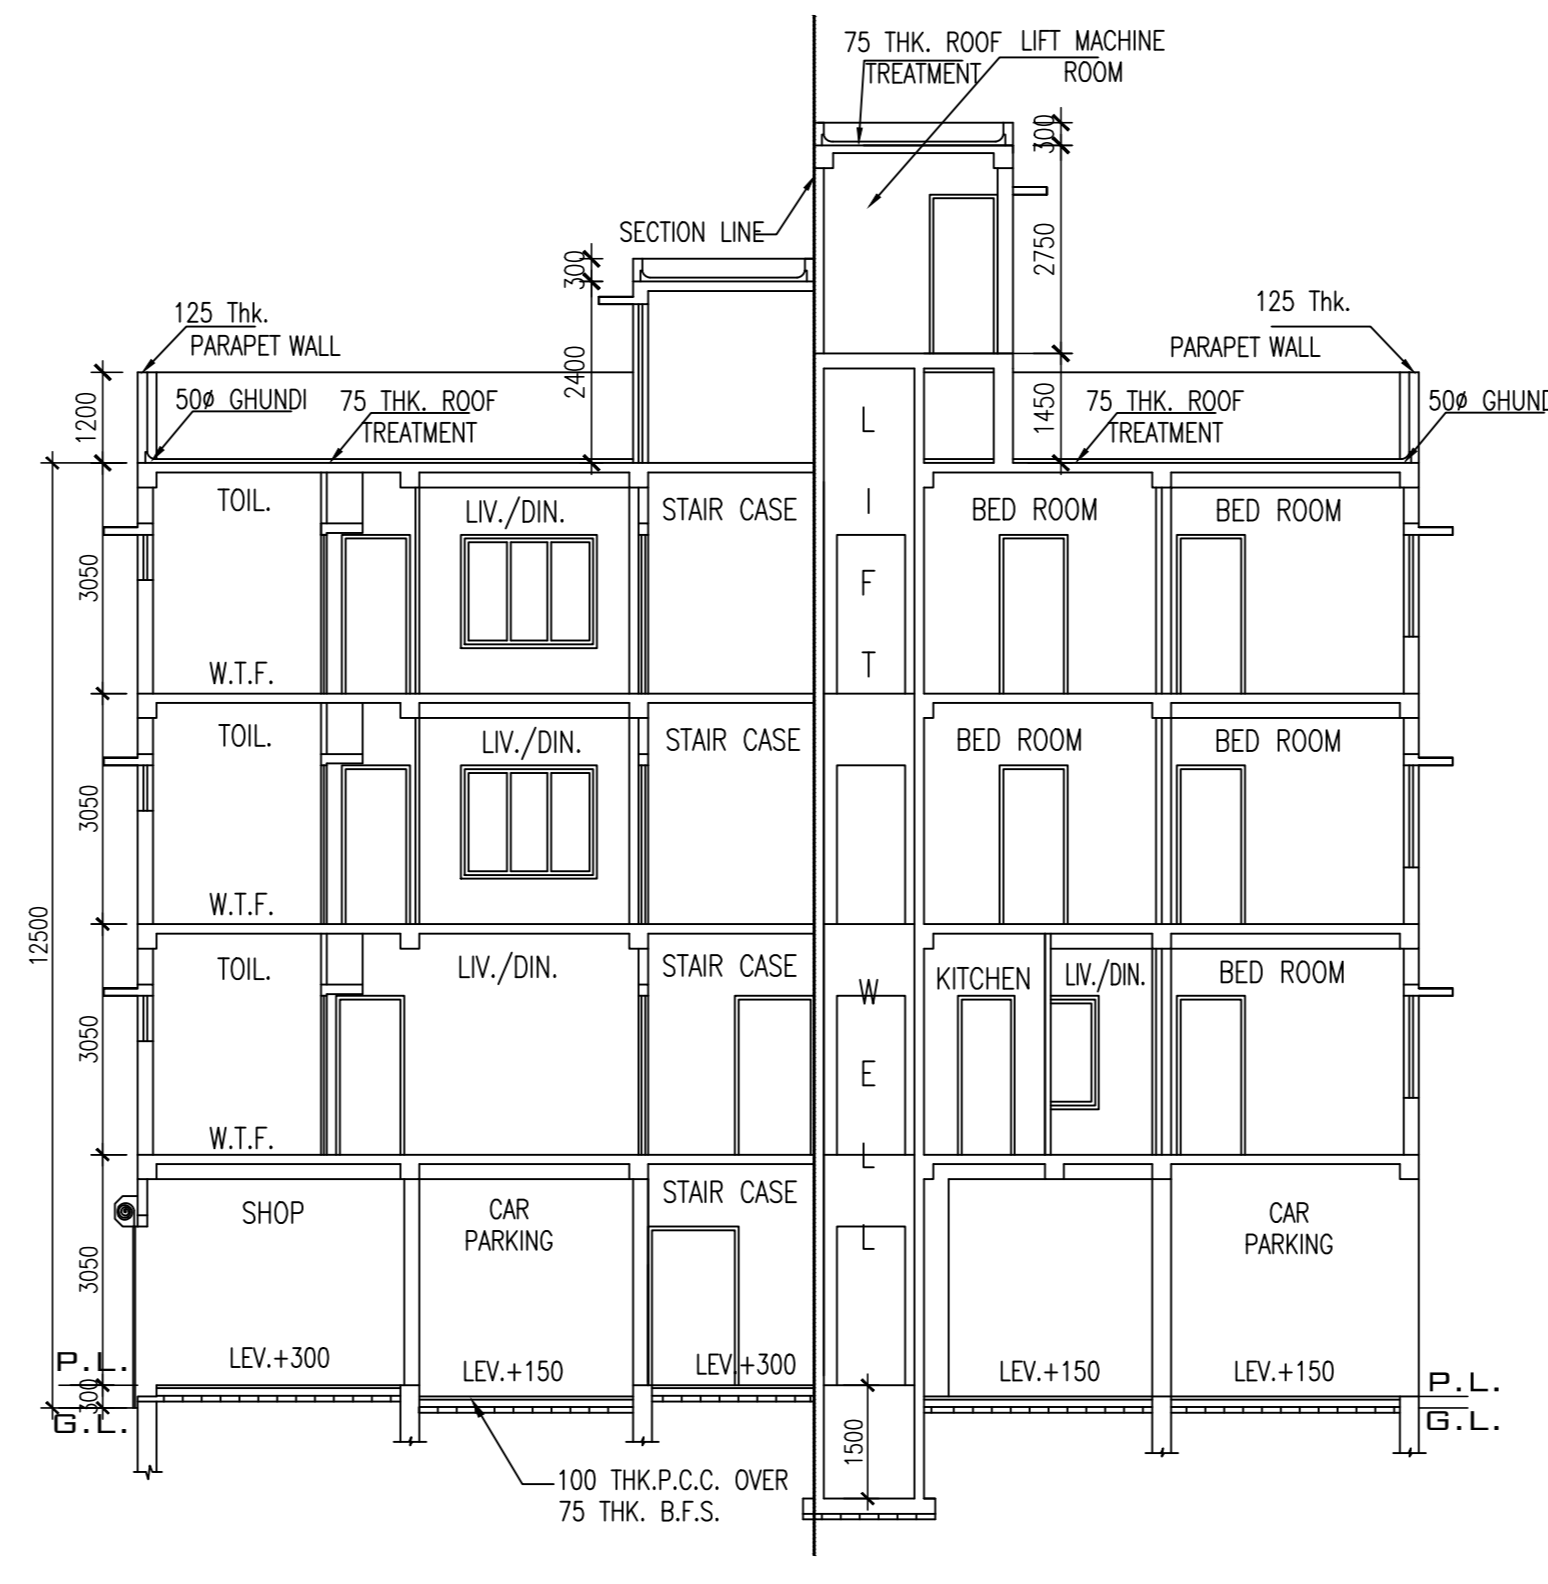 75 THK. ROOF
TREATMENT
LIFT MACHINE
ROOM
300
SECTION LINE
2750
300
125 Thk.
PARAPET WALL
125 Thk.
PARAPET WALL
2400
1200
50ø GHUNDI
75 THK. ROOF
TREATMENT
1450
75 THK. ROOF
TREATMENT
50ø GHUND
TOIL.
LIV./DIN.
STAIR CASE
L
I
F
T
BED ROOM
BED ROOM
3050
W.T.F.
TOIL.
LIV./DIN.
STAIR CASE
BED ROOM
BED ROOM
3050
W.T.F.
12500
TOIL.
LIV./DIN.
STAIR CASE
W
E
L
L
KITCHEN
LIV./DIN.
BED ROOM
3050
W.T.F.
SHOP
CAR
PARKING
STAIR CASE
CAR
PARKING
3050
LEV.+300
LEV.+150
LEV.+300
LEV.+150
LEV.+150
P.L.
300
G.L.
P.L.
G.L.
1500
100 THK.P.C.C. OVER
75 THK. B.F.S.